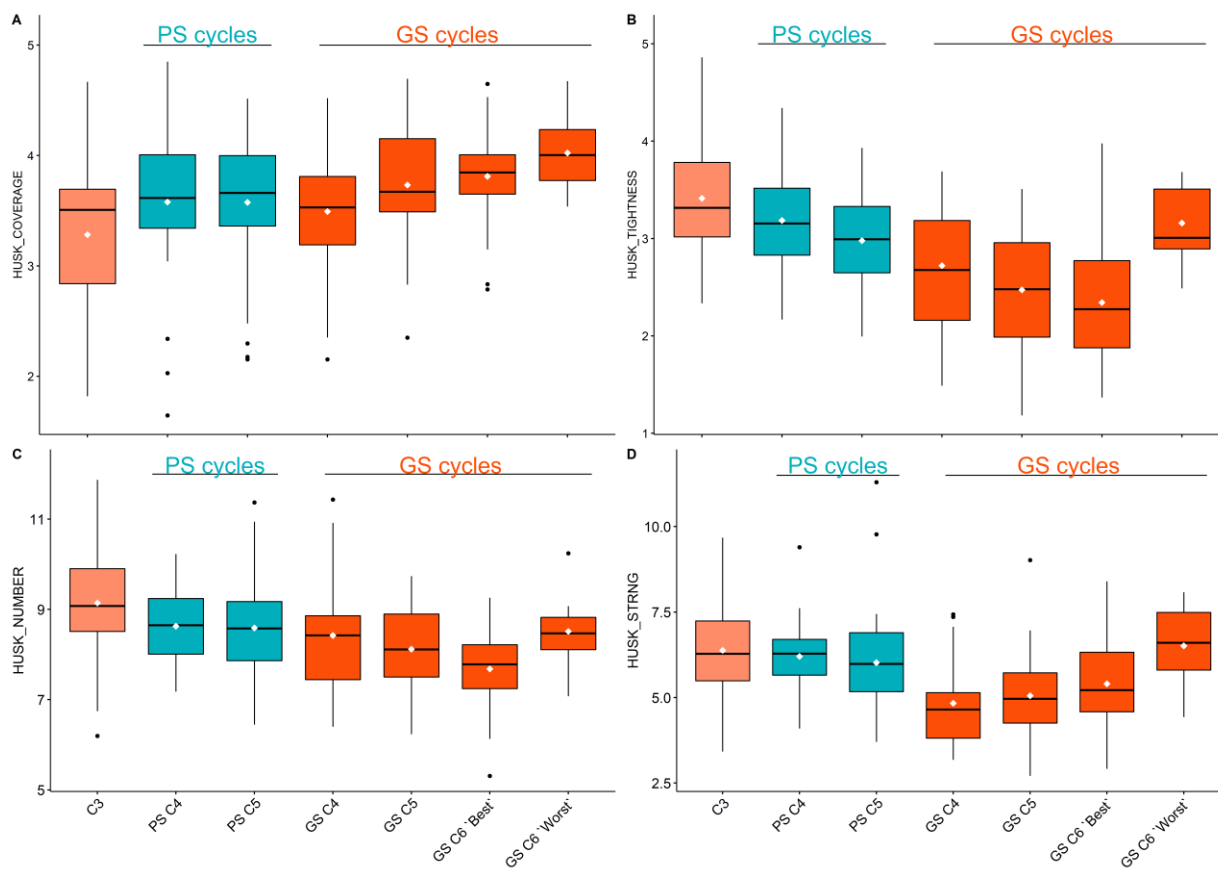 A
PS cycles
GS cycles
HUSK_COVERAGE
5
4
3
2
B
PS cycles
GS cycles
HUSK_TIGHTNESS
5
4
3
2
1
C
PS cycles
GS cycles
HUSK_NUMBER
11
9
7
5
C3
PS C4
PS C5
GS C4
GS C5
GS C6 `Best`
GS C6 `Worst`
D
PS cycles
GS cycles
HUSK_STRNG
10.0
7.5
5.0
2.5
C3
PS C4
PS C5
GS C4
GS C5
GS C6 `Best`
GS C6 `Worst`